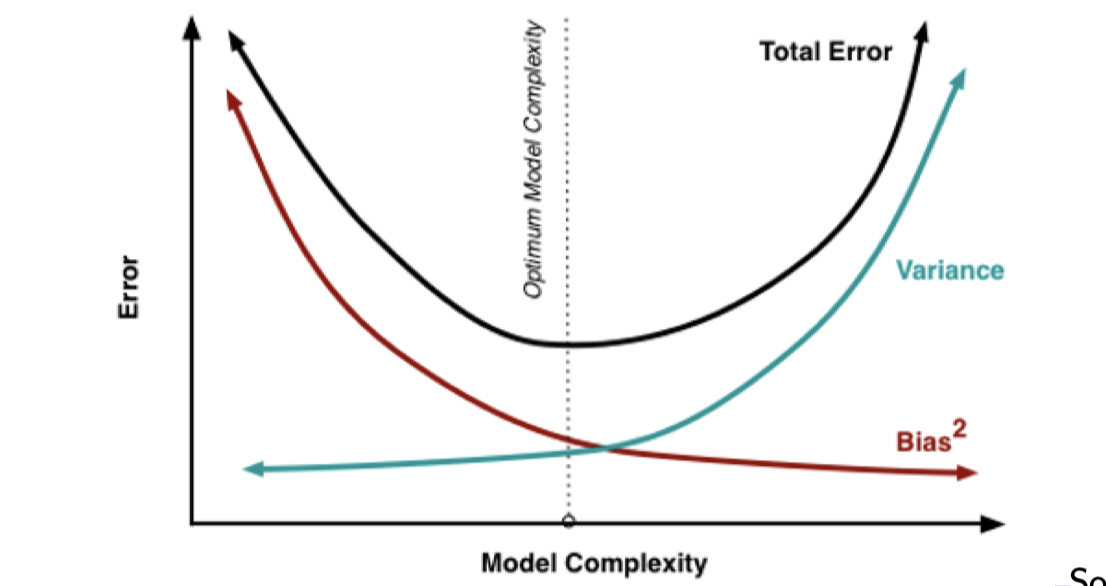 Total Error
Optimum Model Complexity
Variance
Error
Bias²
Model Complexity